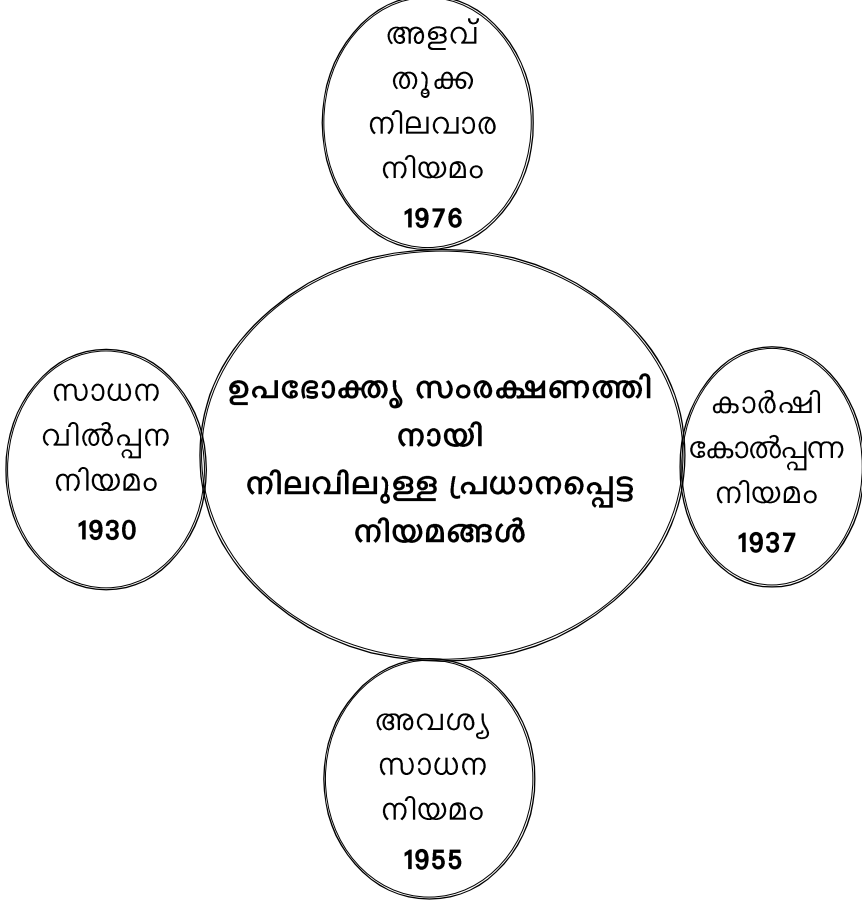 അളവ്
തൂക്ക
നിലവാര
നിയമം
1976
സാധന
വിൽപ്പന
നിയമം
1930
ഉപഭോക്തൃ സംരക്ഷണത്തി
നായി
നിലവിലുള്ള പ്രധാനപ്പെട്ട
നിയമങ്ങൾ
കാർഷി
കോൽപ്പന്ന
നിയമം
1937
അവശ്യ
സാധന
നിയമം
1955